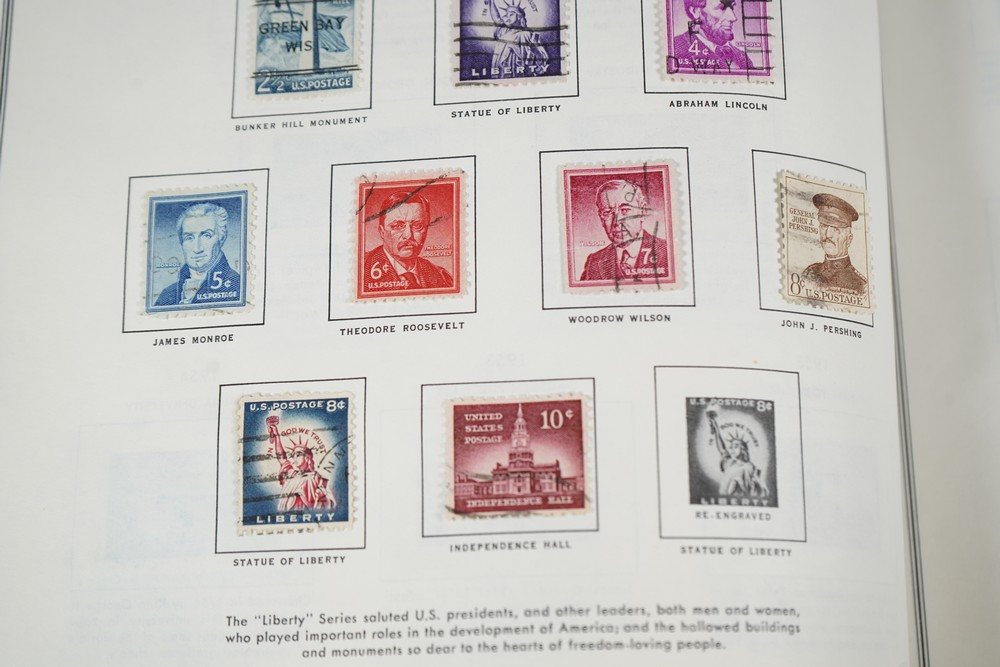 GREEN BAY
WIS
2½ U.S.POSTAGE
LIBERTY
4¢ LINCOLN
U.S.POSTAGE
BUNKER HILL MONUMENT
STATUE OF LIBERTY
ABRAHAM LINCOLN
MONROE
5¢
U.S.POSTAGE
THEODORE
ROOSEVELT
6¢
U.S.POSTAGE
WILSON
7¢
U.S.POSTAGE
GENERAL
JOHN J.
PERSHING
8¢ U.S.POSTAGE
JAMES MONROE
THEODORE ROOSEVELT
WOODROW WILSON
JOHN J. PERSHING
U.S. POSTAGE 8¢
IN GOD WE TRUST
LIBERTY
UNITED
STATES
POSTAGE
10¢
INDEPENDENCE HALL
U.S. POSTAGE 8¢
IN GOD WE TRUST
LIBERTY
RE-ENGRAVED
STATUE OF LIBERTY
INDEPENDENCE HALL
STATUE OF LIBERTY
The "Liberty" Series saluted U.S. presidents, and other leaders, both men and women,
who played important roles in the development of America; and the hallowed buildings
and monuments so dear to the hearts of freedom-loving people.